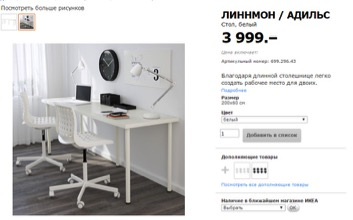 Посмотреть больше рисунков
ЛИННМОН / АДИЛЬС
Стол, белый
3 999.–
Цена включает:
Артикульный номер: 699.296.43
Благодаря длинной столешнице легко
создать рабочее место для двоих.
Подробнее
Размер
200x60 см
Цвет
белый
1
Добавить в список
Дополняющие товары
Посмотреть все дополняющие товары
Наличие в ближайшем магазине ИКЕА
Выбрать
OK